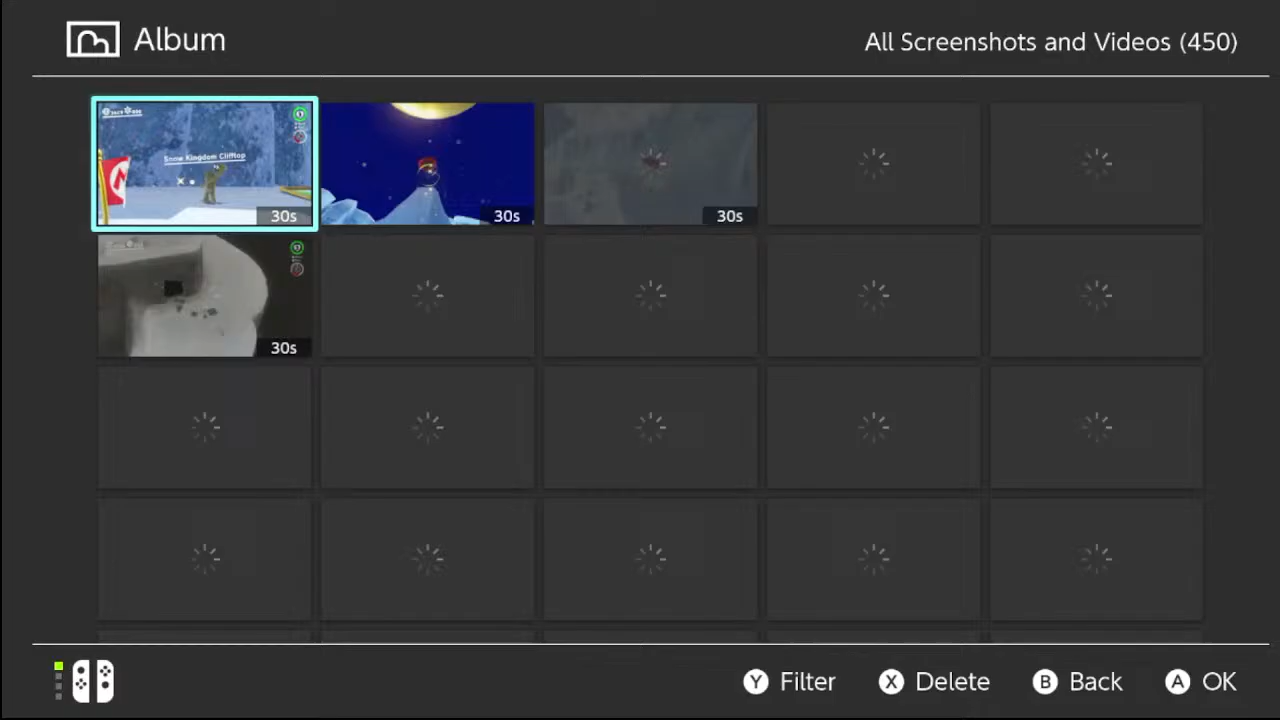 Album
All Screenshots and Videos (450)
Snow Kingdom Clifftop
30s
30s
30s
30s
Y Filter
X Delete
B Back
A OK